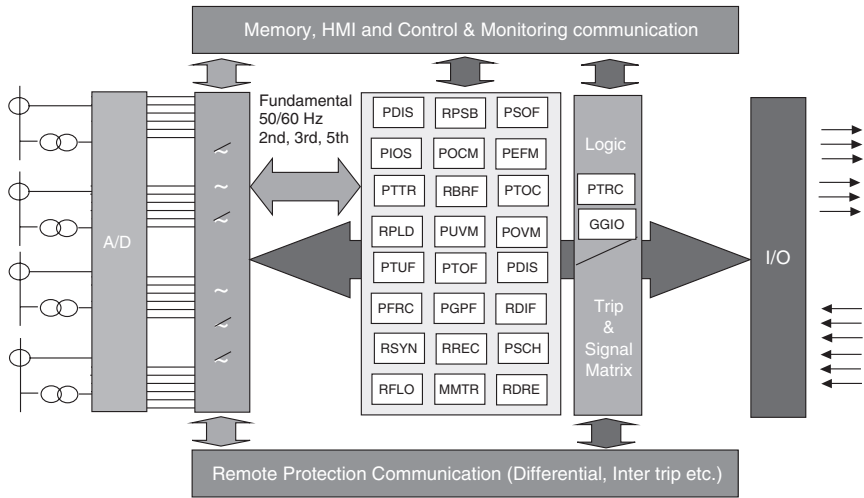 Memory, HMI and Control & Monitoring communication
Fundamental
50/60 Hz
2nd, 3rd, 5th
A/D
~
~
~
~
~
~
PDIS RPSB PSOF
PIOS POCM PEFM
PTTR RBRF PTOC
RPLD PUVM POVM
PTUF PTOF PDIS
PFRC PGPF RDIF
RSYN RREC PSCH
RFLO MMTR RDRE
Logic
PTRC
GGIO
Trip
&
Signal
Matrix
I/O
Remote Protection Communication (Differential, Inter trip etc.)